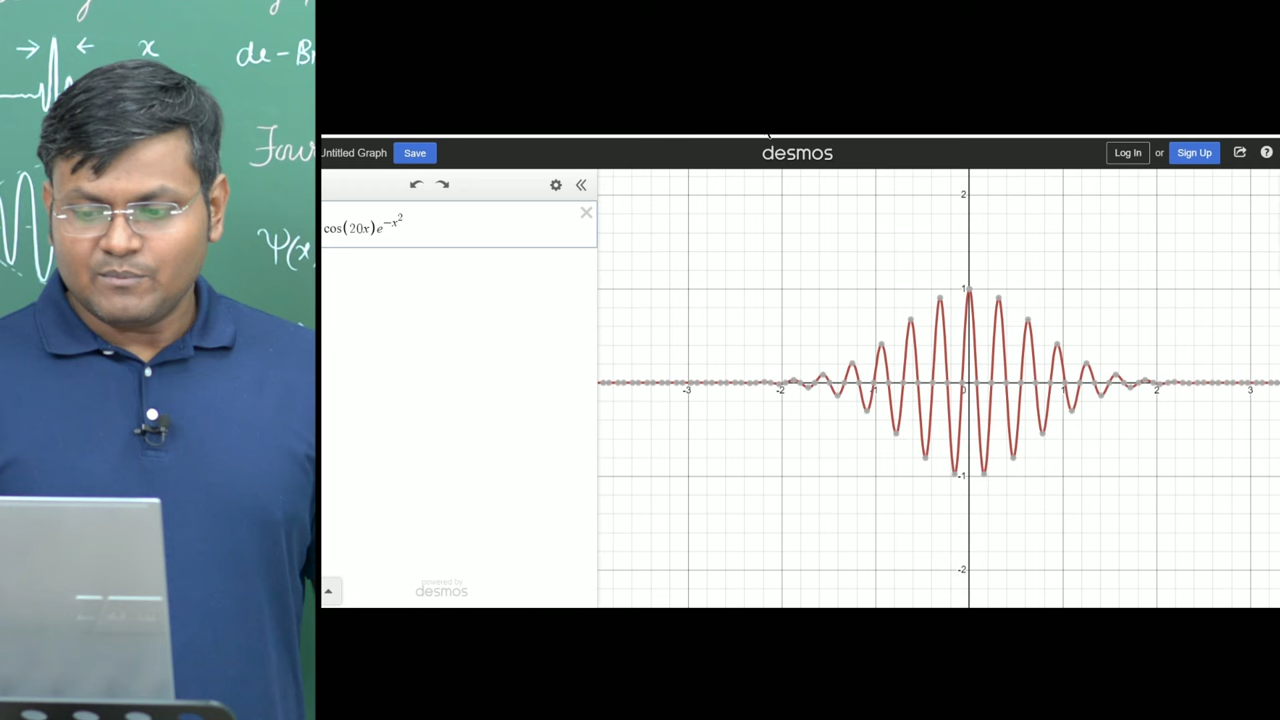 x
de-B
Four
Ψ(x,
Untitled Graph Save desmos Log In or Sign Up ?
cos(20x)e^{-x^2}
powered by
desmos
2
1
-3 -2 -1 0 1 2 3
-1
-2